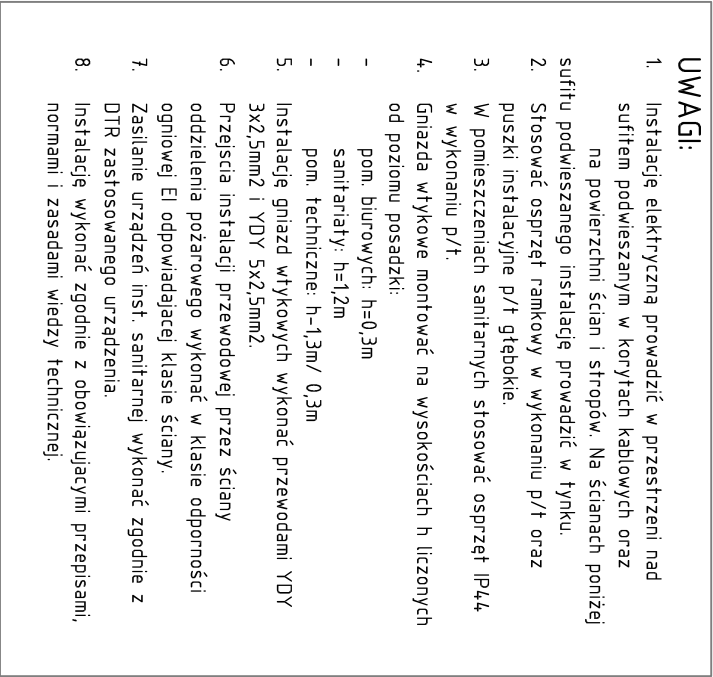 UWAGI:
1. Instalację elektryczną prowadzić w przestrzeni nad
sufitem podwieszanym w korytach kablowych oraz
na powierzchni ścian i stropów. Na ścianach poniżej
sufitu podwieszanego instalację prowadzić w tynku.
2. Stosować osprzęt ramkowy w wykonaniu p/t oraz
puszki instalacyjne p/t głębokie.
3. W pomieszczeniach sanitarnych stosować osprzęt IP44
w wykonaniu p/t.
4. Gniazda wtykowe montować na wysokościach h liczonych
od poziomu posadzki:
- pom. biurowych: h=0,3m
- sanitariaty: h=1,2m
- pom. techniczne: h-1,3m/ 0,3m
5. Instalację gniazd wtykowych wykonać przewodami YDY
3x2,5mm2 i YDY 5x2,5mm2.
6. Przejscia instalacji przewodowej przez ściany
oddzielenia pożarowego wykonać w klasie odporności
ogniowej EI odpowiadajacej klasie ściany.
7. Zasilanie urządzeń inst. sanitarnej wykonać zgodnie z
DTR zastosowanego urządzenia.
8. Instalację wykonać zgodnie z obowiązujacymi przepisami,
normami i zasadami wiedzy technicznej.